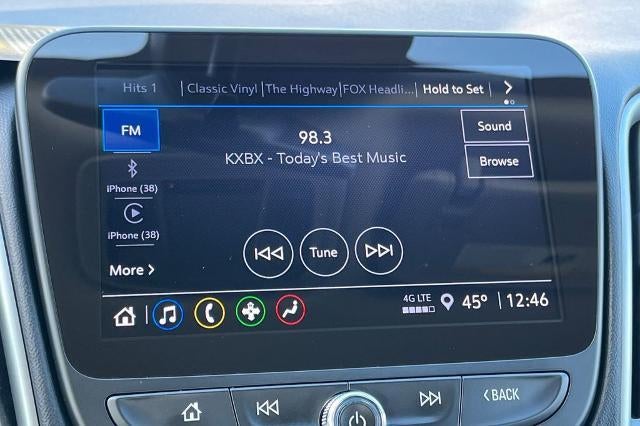 Hits 1 | Classic Vinyl | The Highway | FOX Headli... Hold to Set
FM
98.3
Sound
KXBX - Today's Best Music
Browse
iPhone (38)
iPhone (38)
Tune
More
4G LTE
45°
12:46
BACK